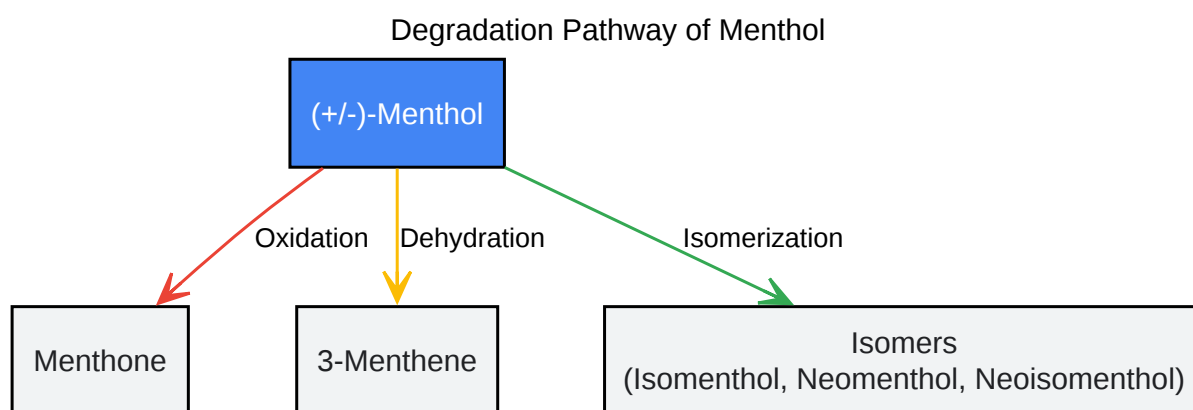 Degradation Pathway of Menthol
(+/-)-Menthol
Oxidation
Dehydration
Isomerization
Menthone
3-Menthene
Isomers
(Isomenthol, Neomenthol, Neoisomenthol)